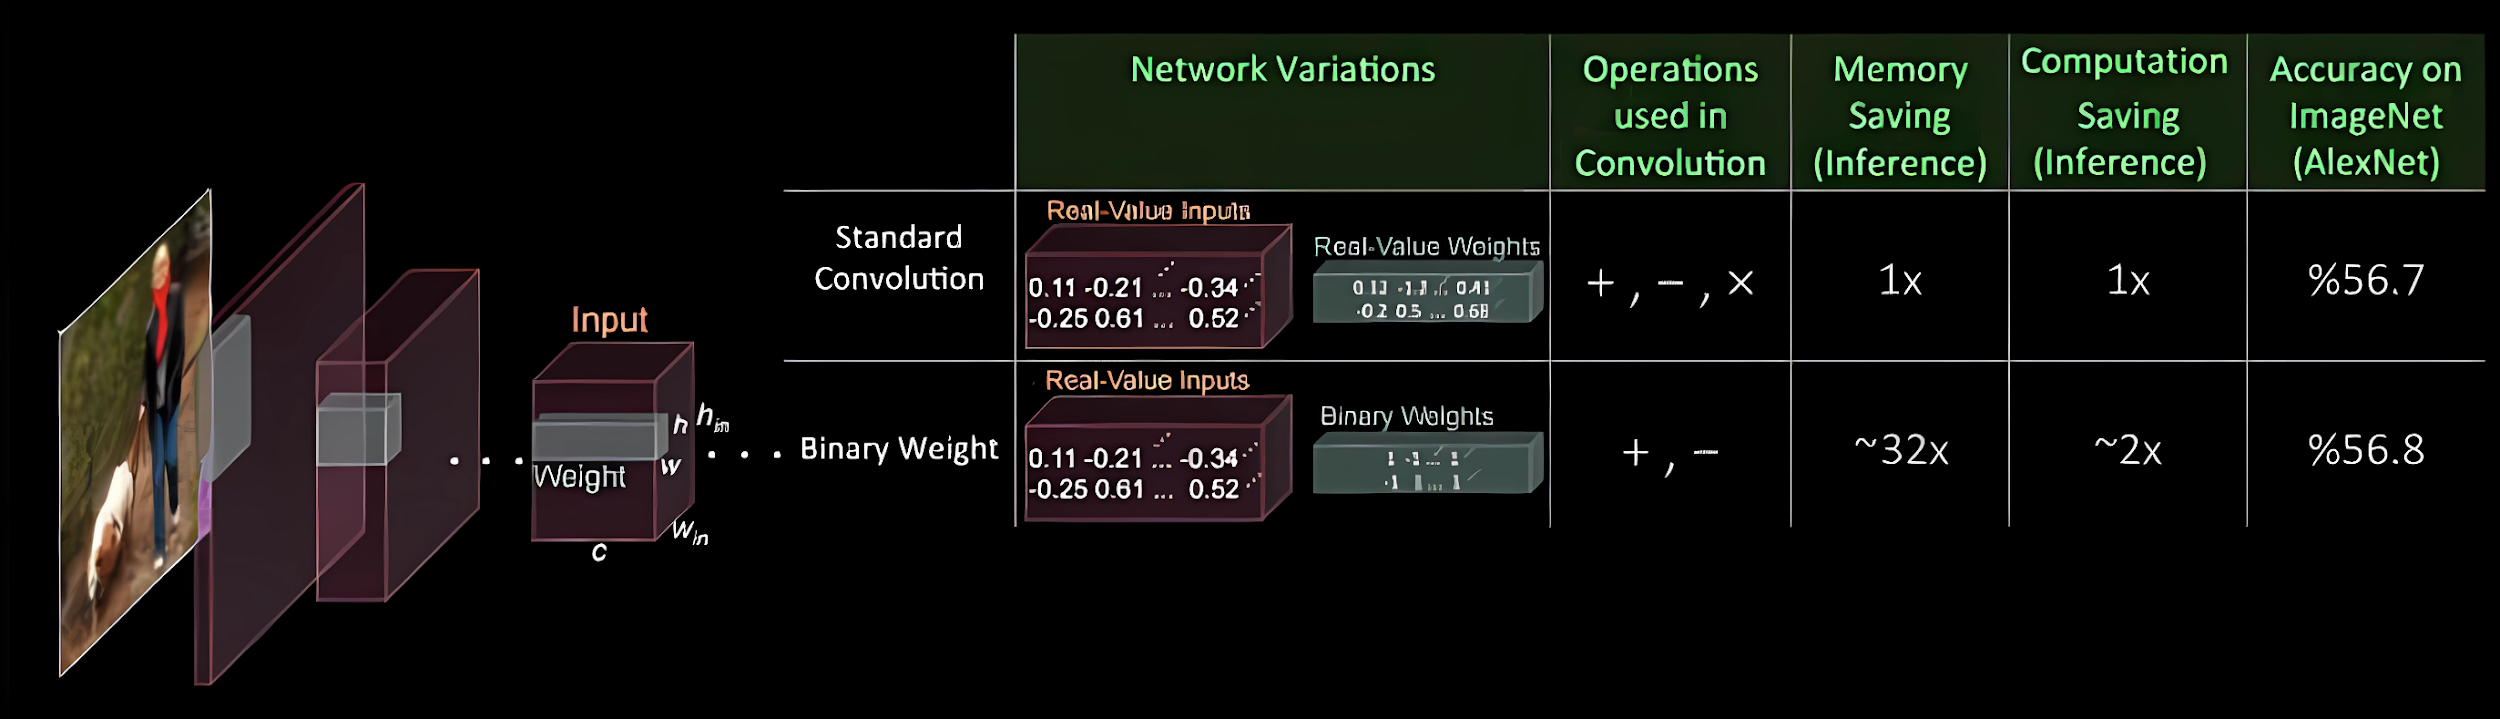 Network Variations
Operations
used in
Convolution
Memory
Saving
(Inference)
Computation
Saving
(Inference)
Accuracy on
ImageNet
(AlexNet)
Standard
Convolution
Real-Value Inputs
0.11 -0.21 ... -0.34
-0.25 0.61 ... 0.52
Real-Value Weights
+ , − , ×
1x
1x
%56.7
Input
h
h in
Weight
w
W in
c
. . .
. . .
Binary Weight
Real-Value Inputs
0.11 -0.21 ... -0.34
-0.25 0.61 ... 0.52
Binary Weights
+ , −
~32x
~2x
%56.8